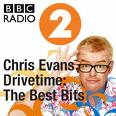 BBC
RADIO
2
Chris Evans
Drivetime:
The Best Bits